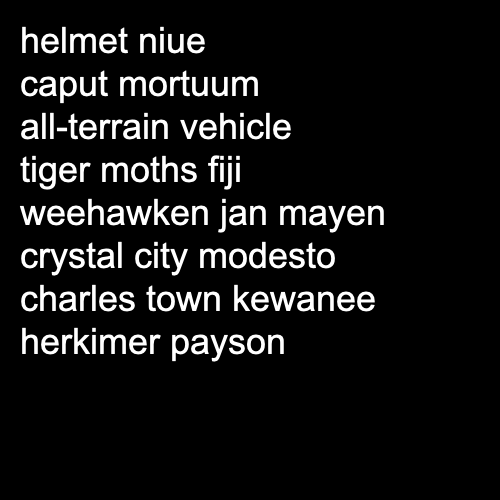 helmet niue
caput mortuum
all-terrain vehicle
tiger moths fiji
weehawken jan mayen
crystal city modesto
charles town kewanee
herkimer payson